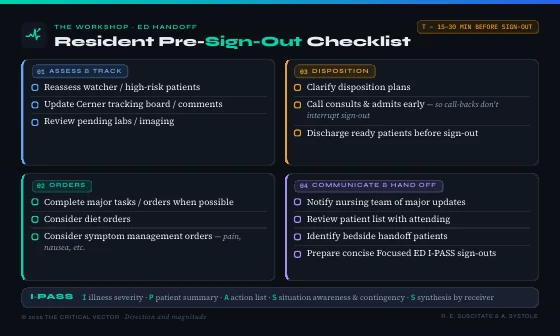 THE WORKSHOP · ED HANDOFF
Resident Pre-Sign-Out Checklist
T – 15–30 MIN BEFORE SIGN-OUT
01 ASSESS & TRACK
Reassess watcher / high-risk patients
Update Cerner tracking board / comments
Review pending labs / imaging
03 DISPOSITION
Clarify disposition plans
Call consults & admits early — so call-backs don't
interrupt sign-out
Discharge ready patients before sign-out
02 ORDERS
Complete major tasks / orders when possible
Consider diet orders
Consider symptom management orders — pain,
nausea, etc.
04 COMMUNICATE & HAND OFF
Notify nursing team of major updates
Review patient list with attending
Identify bedside handoff patients
Prepare concise Focused ED I-PASS sign-outs
I-PASS I illness severity · P patient summary · A action list · S situation awareness & contingency · S synthesis by receiver
© 2026 THE CRITICAL VECTOR · Direction and magnitude
R. E. SUSCITATE & A. SYSTOLE